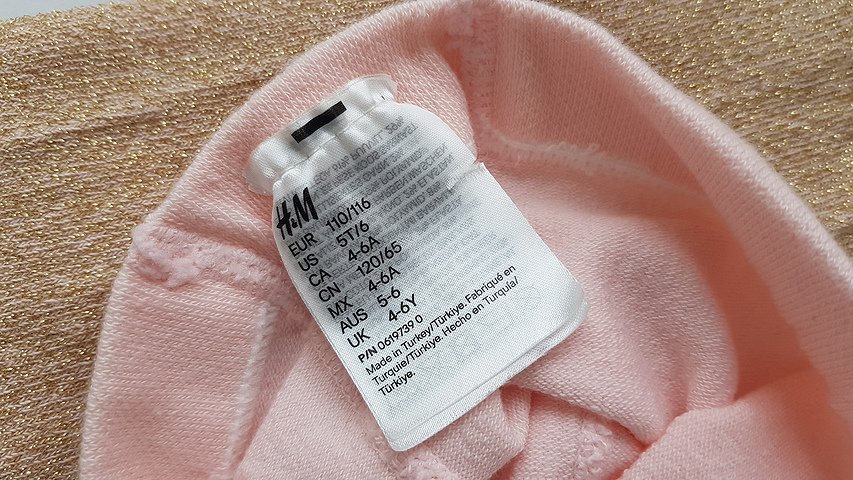 H&M
EUR 110/116
US 5T/6
CA 4-6A
CN 120/65
MX 4-6A
AUS 5-6
UK 4-6Y
P/N 0619739 0
Made in Turkey/Türkiye. Fabriqué en
Turquie/Türkiye. Hecho en Turquía/
Türkiye.